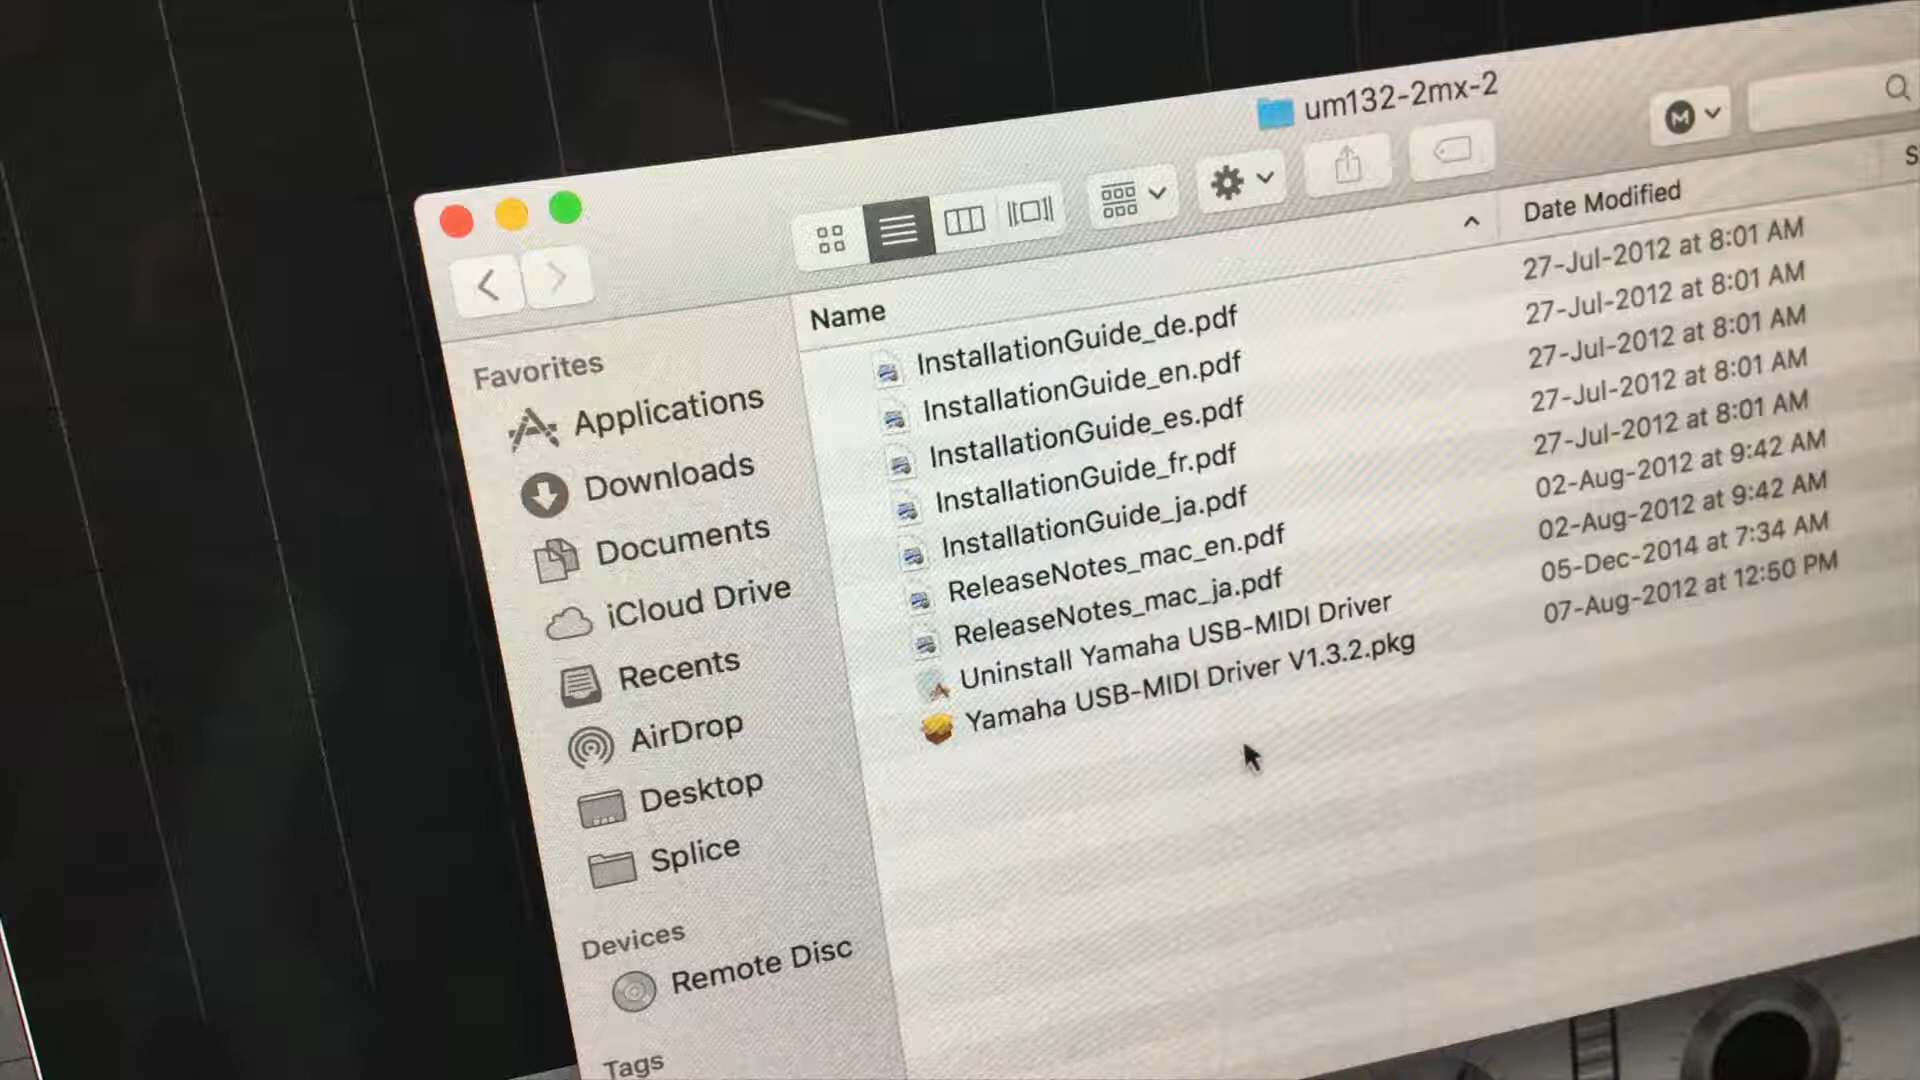 um132-2mx-2
M
Name
Date Modified
S
InstallationGuide_de.pdf
27-Jul-2012 at 8:01 AM
InstallationGuide_en.pdf
27-Jul-2012 at 8:01 AM
InstallationGuide_es.pdf
27-Jul-2012 at 8:01 AM
InstallationGuide_fr.pdf
27-Jul-2012 at 8:01 AM
InstallationGuide_ja.pdf
27-Jul-2012 at 8:01 AM
ReleaseNotes_mac_en.pdf
02-Aug-2012 at 9:42 AM
ReleaseNotes_mac_ja.pdf
02-Aug-2012 at 9:42 AM
Uninstall Yamaha USB-MIDI Driver
05-Dec-2014 at 7:34 AM
Yamaha USB-MIDI Driver V1.3.2.pkg
07-Aug-2012 at 12:50 PM
Favorites
Applications
Downloads
Documents
iCloud Drive
Recents
AirDrop
Desktop
Splice
Devices
Remote Disc
Tags